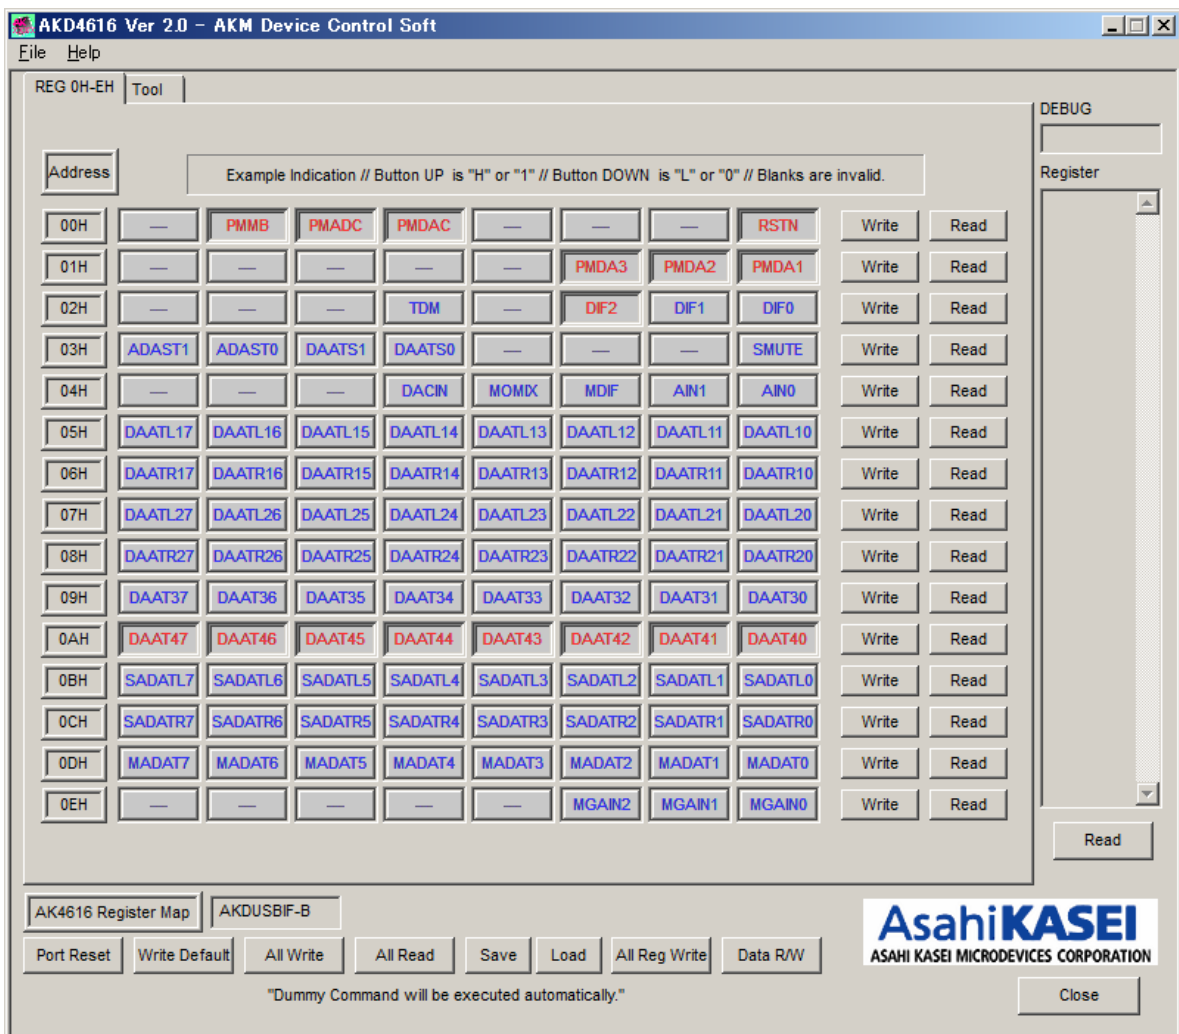 AKD4616 Ver 2.0 - AKM Device Control Soft
File Help
REG 0H-EH Tool
DEBUG
Address
Example Indication // Button UP is "H" or "1" // Button DOWN is "L" or "0" // Blanks are invalid.
Register
00H — PMMB PMADC PMDAC — — — RSTN Write Read
01H — — — — — PMDA3 PMDA2 PMDA1 Write Read
02H — — — TDM — DIF2 DIF1 DIF0 Write Read
03H ADAST1 ADAST0 DAATS1 DAATS0 — — — SMUTE Write Read
04H — — — DACIN MOMIX MDIF AIN1 AIN0 Write Read
05H DAATL17 DAATL16 DAATL15 DAATL14 DAATL13 DAATL12 DAATL11 DAATL10 Write Read
06H DAATR17 DAATR16 DAATR15 DAATR14 DAATR13 DAATR12 DAATR11 DAATR10 Write Read
07H DAATL27 DAATL26 DAATL25 DAATL24 DAATL23 DAATL22 DAATL21 DAATL20 Write Read
08H DAATR27 DAATR26 DAATR25 DAATR24 DAATR23 DAATR22 DAATR21 DAATR20 Write Read
09H DAAT37 DAAT36 DAAT35 DAAT34 DAAT33 DAAT32 DAAT31 DAAT30 Write Read
0AH DAAT47 DAAT46 DAAT45 DAAT44 DAAT43 DAAT42 DAAT41 DAAT40 Write Read
0BH SADATL7 SADATL6 SADATL5 SADATL4 SADATL3 SADATL2 SADATL1 SADATL0 Write Read
0CH SADATR7 SADATR6 SADATR5 SADATR4 SADATR3 SADATR2 SADATR1 SADATR0 Write Read
0DH MADAT7 MADAT6 MADAT5 MADAT4 MADAT3 MADAT2 MADAT1 MADAT0 Write Read
0EH — — — — — MGAIN2 MGAIN1 MGAIN0 Write Read
Read
AK4616 Register Map AKDUSBIF-B
AsahiKASEI
ASAHI KASEI MICRODEVICES CORPORATION
Port Reset Write Default All Write All Read Save Load All Reg Write Data R/W
"Dummy Command will be executed automatically."
Close